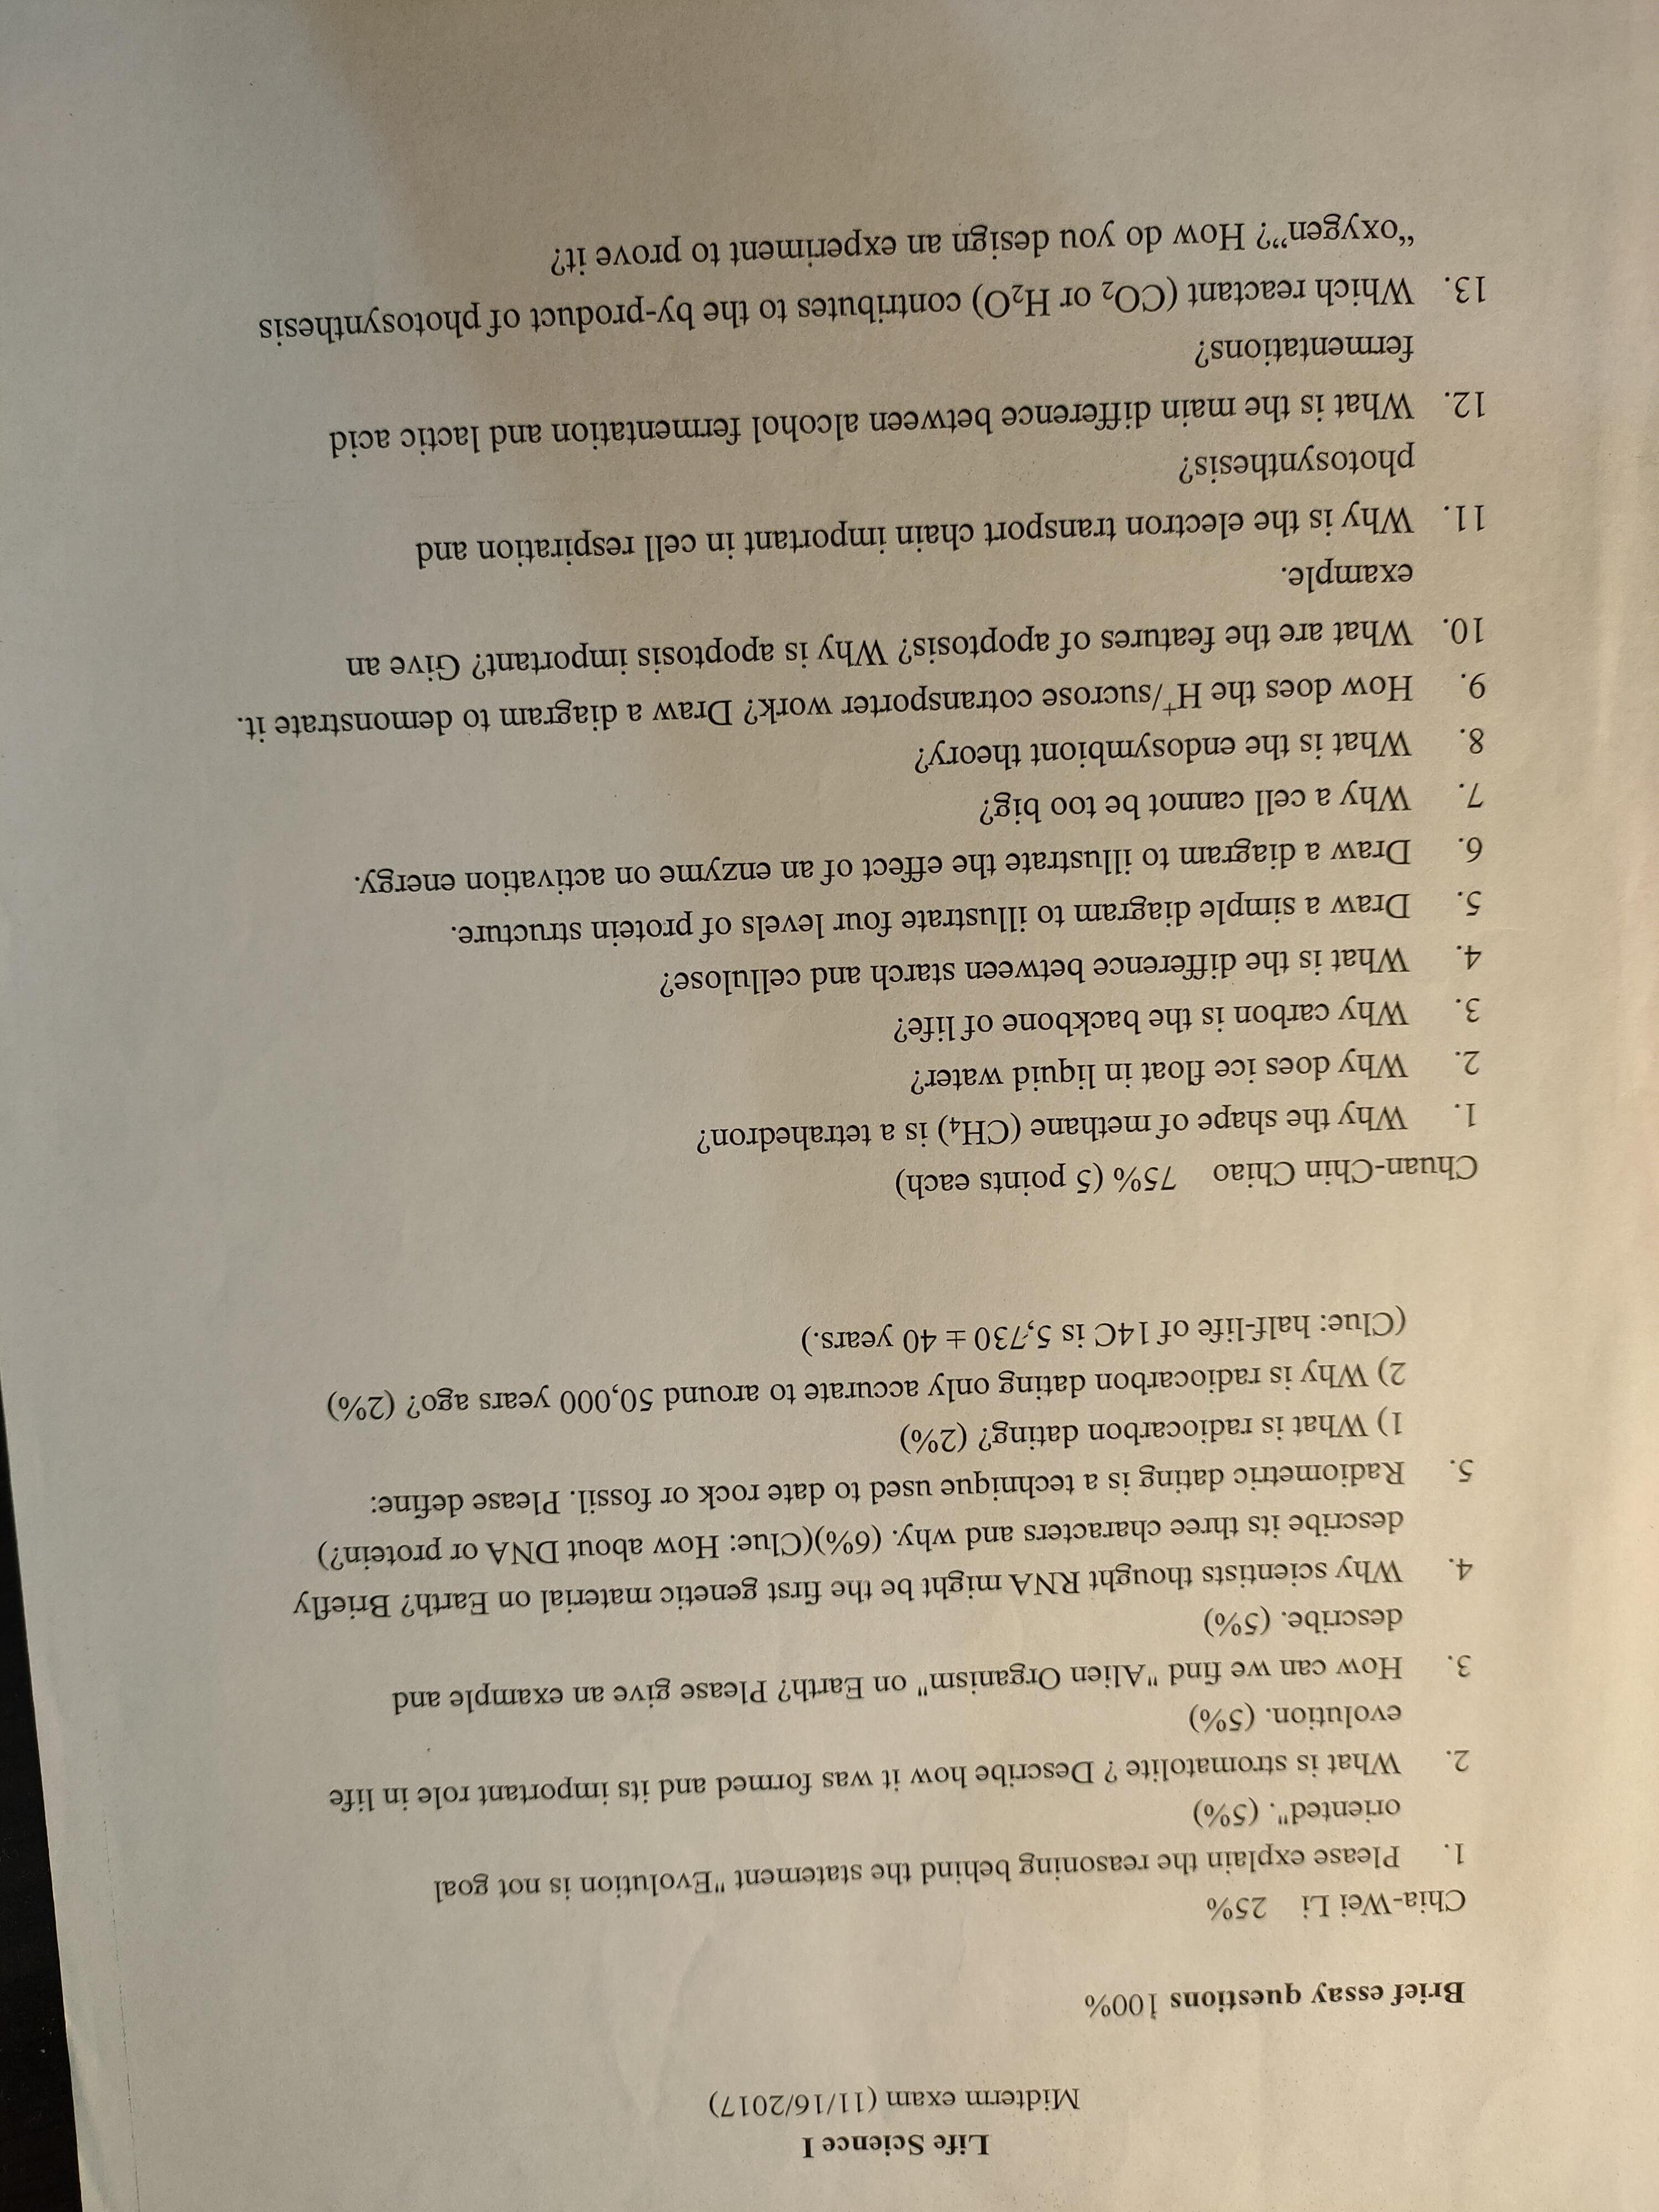 Life Science I
Midterm exam (11/16/2017)
Brief essay questions 100%
Chia-Wei Li 25%
1. Please explain the reasoning behind the statement "Evolution is not goal
oriented". (5%)
2. What is stromatolite ? Describe how it was formed and its important role in life
evolution. (5%)
3. How can we find "Alien Organism" on Earth? Please give an example and
describe. (5%)
4. Why scientists thought RNA might be the first genetic material on Earth? Briefly
describe its three characters and why. (6%)(Clue: How about DNA or protein?)
5. Radiometric dating is a technique used to date rock or fossil. Please define:
1) What is radiocarbon dating? (2%)
2) Why is radiocarbon dating only accurate to around 50,000 years ago? (2%)
(Clue: half-life of 14C is 5,730 ± 40 years.)
Chuan-Chin Chiao 75% (5 points each)
1. Why the shape of methane (CH₄) is a tetrahedron?
2. Why does ice float in liquid water?
3. Why carbon is the backbone of life?
4. What is the difference between starch and cellulose?
5. Draw a simple diagram to illustrate four levels of protein structure.
6. Draw a diagram to illustrate the effect of an enzyme on activation energy.
7. Why a cell cannot be too big?
8. What is the endosymbiont theory?
9. How does the H⁺/sucrose cotransporter work? Draw a diagram to demonstrate it.
10. What are the features of apoptosis? Why is apoptosis important? Give an
example.
11. Why is the electron transport chain important in cell respiration and
photosynthesis?
12. What is the main difference between alcohol fermentation and lactic acid
fermentations?
13. Which reactant (CO₂ or H₂O) contributes to the by-product of photosynthesis
“oxygen”? How do you design an experiment to prove it?